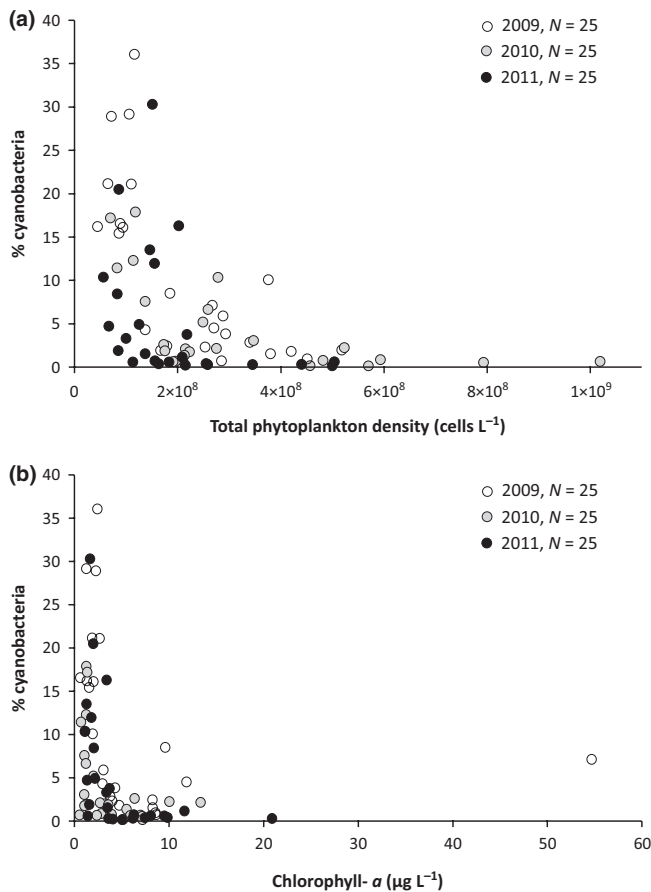 (a)
40
35
30
25
20
15
10
5
0
% cyanobacteria
2009, N = 25
2010, N = 25
2011, N = 25
0 2×10⁸ 4×10⁸ 6×10⁸ 8×10⁸ 1×10⁹
Total phytoplankton density (cells L⁻¹)
(b)
40
35
30
25
20
15
10
5
0
% cyanobacteria
2009, N = 25
2010, N = 25
2011, N = 25
0 10 20 30 40 50 60
Chlorophyll- a (µg L⁻¹)